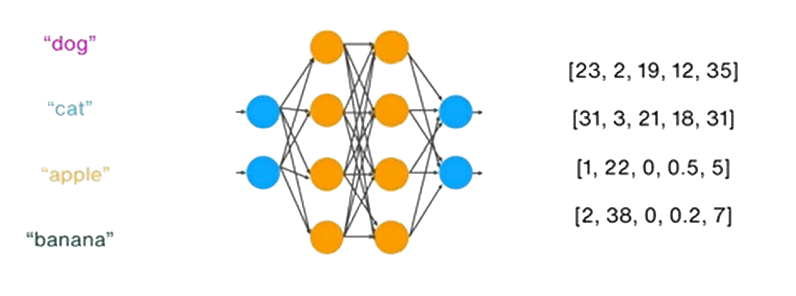 “dog”
“cat”
“apple”
“banana”
[23, 2, 19, 12, 35]
[31, 3, 21, 18, 31]
[1, 22, 0, 0.5, 5]
[2, 38, 0, 0.2, 7]